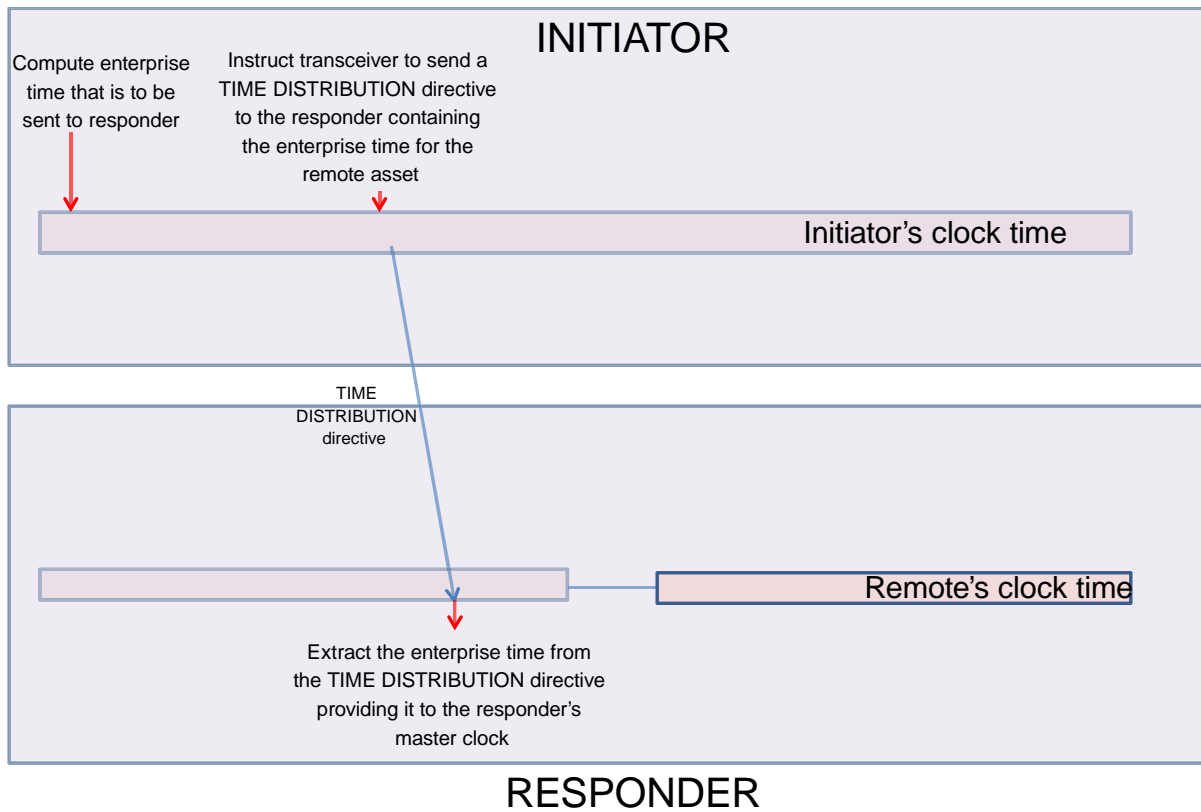 INITIATOR
Compute enterprise
time that is to be
sent to responder
Instruct transceiver to send a
TIME DISTRIBUTION directive
to the responder containing
the enterprise time for the
remote asset
Initiator’s clock time
TIME
DISTRIBUTION
directive
Remote’s clock time
Extract the enterprise time from
the TIME DISTRIBUTION directive
providing it to the responder’s
master clock
RESPONDER